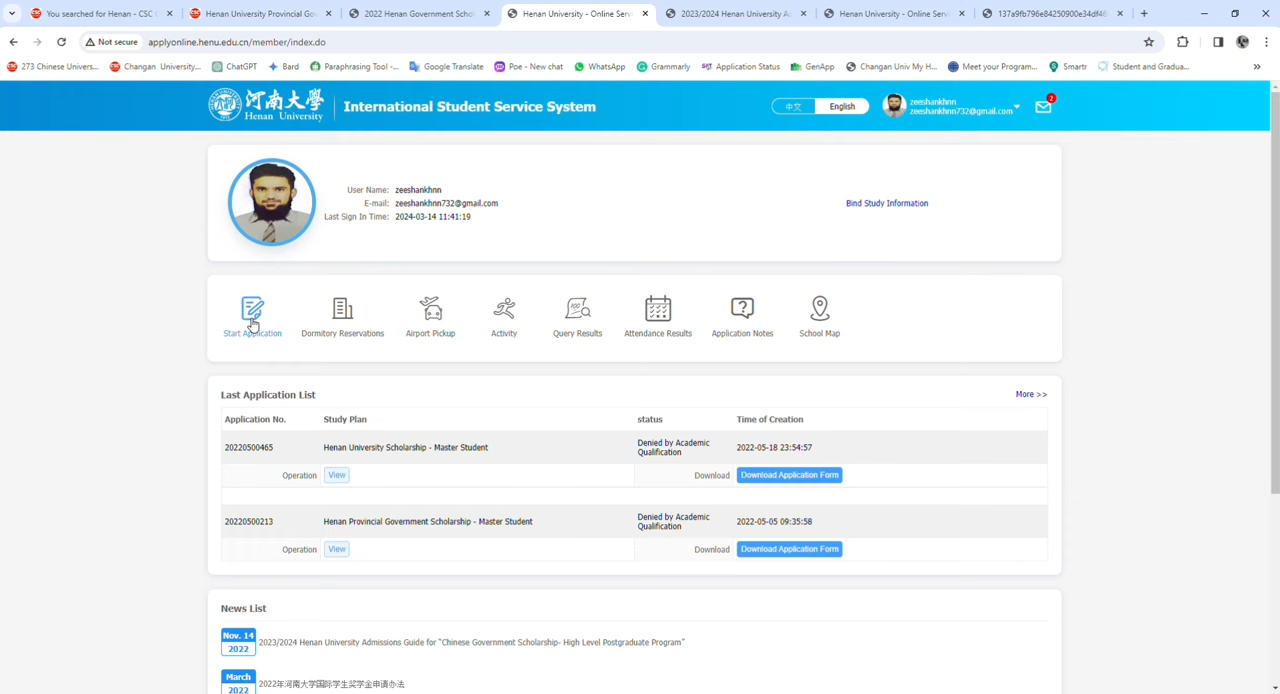 You searched for Henan - CSC
Henan University Provincial Go
2022 Henan Government Schol
Henan University - Online Serv
2023/2024 Henan University A
Henan University - Online Serv
137a9fb796e84250900e34df46
Not secure
applyonline.henu.edu.cn/member/index.do
273 Chinese Univers...
Changan University...
ChatGPT
Bard
Paraphrasing Tool -...
Google Translate
Poe - New chat
WhatsApp
Grammarly
Application Status
GenApp
Changan Univ My H...
Meet your Program...
Smartr
Student and Gradua...
河南大學
Henan University
International Student Service System
中文
English
zeeshankhnn
zeeshankhnn732@gmail.com
2
User Name: zeeshankhnn
E-mail: zeeshankhnn732@gmail.com
Last Sign In Time: 2024-03-14 11:41:19
Bind Study Information
Start Application
Dormitory Reservations
Airport Pickup
Activity
Query Results
Attendance Results
Application Notes
School Map
Last Application List
More >>
Application No. Study Plan status Time of Creation
20220500465 Henan University Scholarship - Master Student Denied by Academic Qualification 2022-05-18 23:54:57
Operation View Download Download Application Form
20220500213 Henan Provincial Government Scholarship - Master Student Denied by Academic Qualification 2022-05-05 09:35:58
Operation View Download Download Application Form
News List
Nov. 14
2022
2023/2024 Henan University Admissions Guide for "Chinese Government Scholarship- High Level Postgraduate Program"
March
2022
2022年河南大学国际学生奖学金申请办法